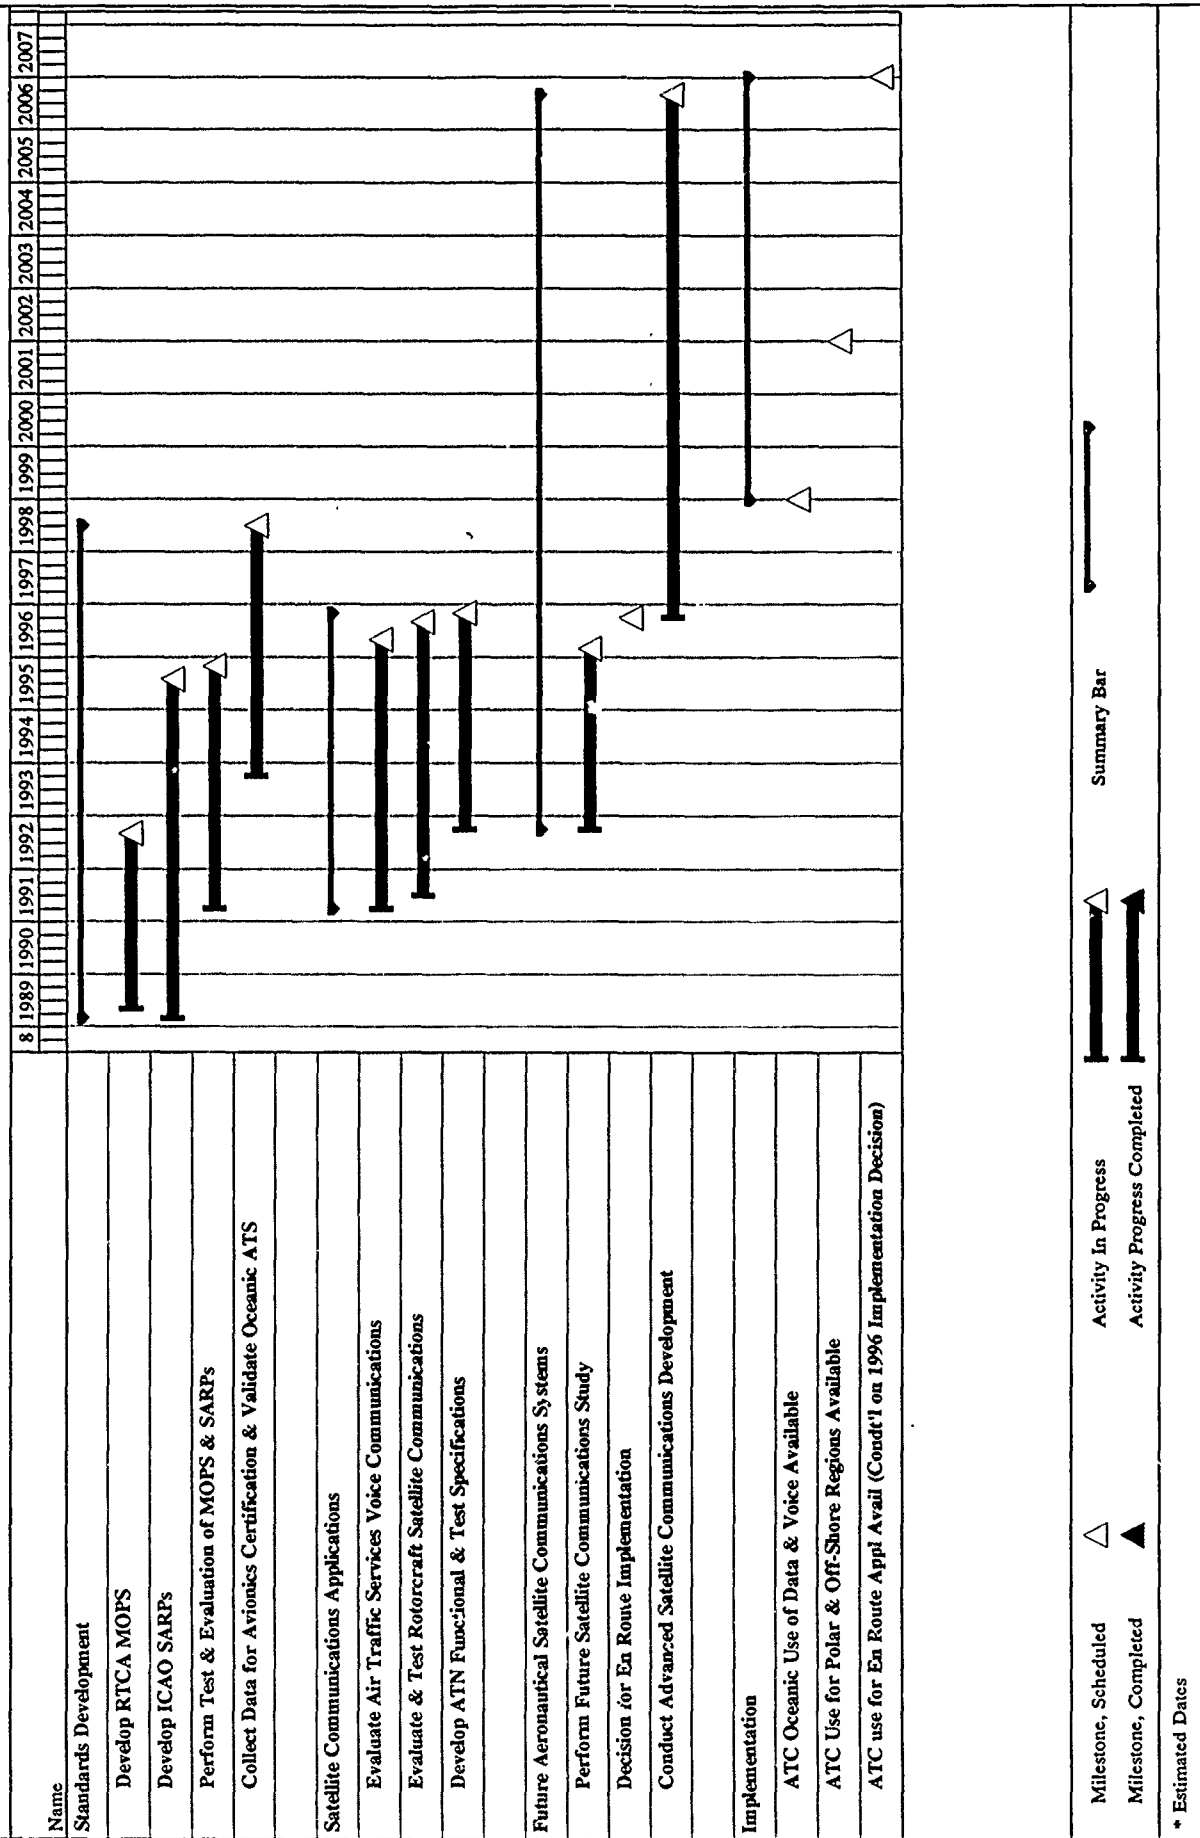 Name
8 1989 1990 1991 1992 1993 1994 1995 1996 1997 1998 1999 2000 2001 2002 2003 2004 2005 2006 2007
Standards Development
Develop RTCA MOPS
Develop ICAO SARPs
Perform Test & Evaluation of MOPS & SARPs
Collect Data for Avionics Certification & Validate Oceanic ATS
Satellite Communications Applications
Evaluate Air Traffic Services Voice Communications
Evaluate & Test Rotorcraft Satellite Communications
Develop ATN Functional & Test Specifications
Future Aeronautical Satellite Communications Systems
Perform Future Satellite Communications Study
Decision for En Route Implementation
Conduct Advanced Satellite Communications Development
Implementation
ATC Oceanic Use of Data & Voice Available
ATC Use for Polar & Off-Shore Regions Available
ATC use for En Route Appl Avail (Condt'l on 1996 Implementation Decision)
Milestone, Scheduled Activity In Progress Summary Bar
Milestone, Completed Activity Progress Completed
* Estimated Dates